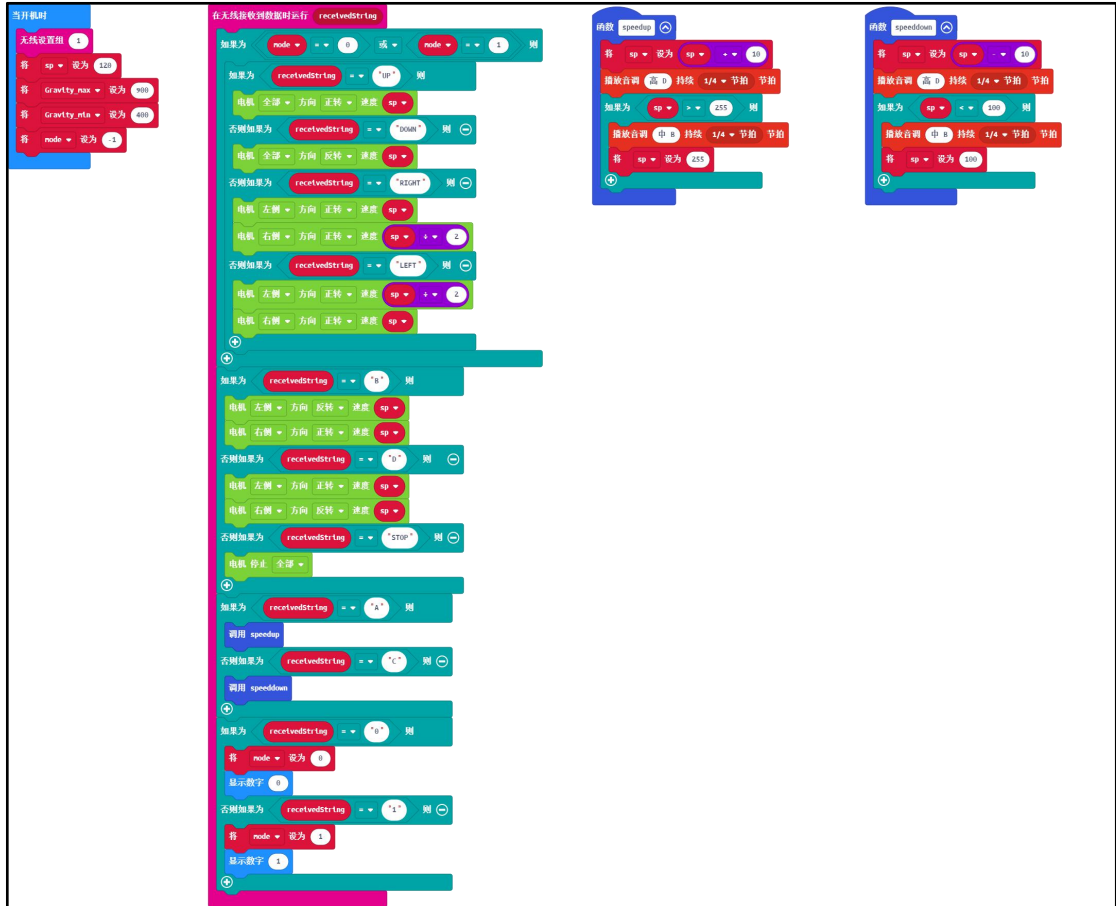 当开机时
无线设置组 1
将 sp 设为 120
将 Gravity_max 设为 900
将 Gravity_min 设为 400
将 mode 设为 -1
在无线接收到数据时运行 receivedString
如果为 mode = 0 或 mode = 1 则
如果为 receivedString = "UP" 则
电机 全部 方向 正转 速度 sp
否则如果为 receivedString = "DOWN" 则
电机 全部 方向 反转 速度 sp
否则如果为 receivedString = "RIGHT" 则
电机 左侧 方向 正转 速度 sp
电机 右侧 方向 正转 速度 sp ÷ 2
否则如果为 receivedString = "LEFT" 则
电机 左侧 方向 正转 速度 sp ÷ 2
电机 右侧 方向 正转 速度 sp
如果为 receivedString = "B" 则
电机 左侧 方向 反转 速度 sp
电机 右侧 方向 正转 速度 sp
否则如果为 receivedString = "D" 则
电机 左侧 方向 正转 速度 sp
电机 右侧 方向 反转 速度 sp
否则如果为 receivedString = "STOP" 则
电机 停止 全部
如果为 receivedString = "A" 则
调用 speedup
否则如果为 receivedString = "C" 则
调用 speeddown
如果为 receivedString = "0" 则
将 mode 设为 0
显示数字 0
否则如果为 receivedString = "1" 则
将 mode 设为 1
显示数字 1
函数 speedup
将 sp 设为 sp + 10
播放音调 高 D 持续 1/4 节拍 节拍
如果为 sp > 255 则
播放音调 中 B 持续 1/4 节拍 节拍
将 sp 设为 255
函数 speeddown
将 sp 设为 sp - 10
播放音调 高 D 持续 1/4 节拍 节拍
如果为 sp < 100 则
播放音调 中 B 持续 1/4 节拍 节拍
将 sp 设为 100